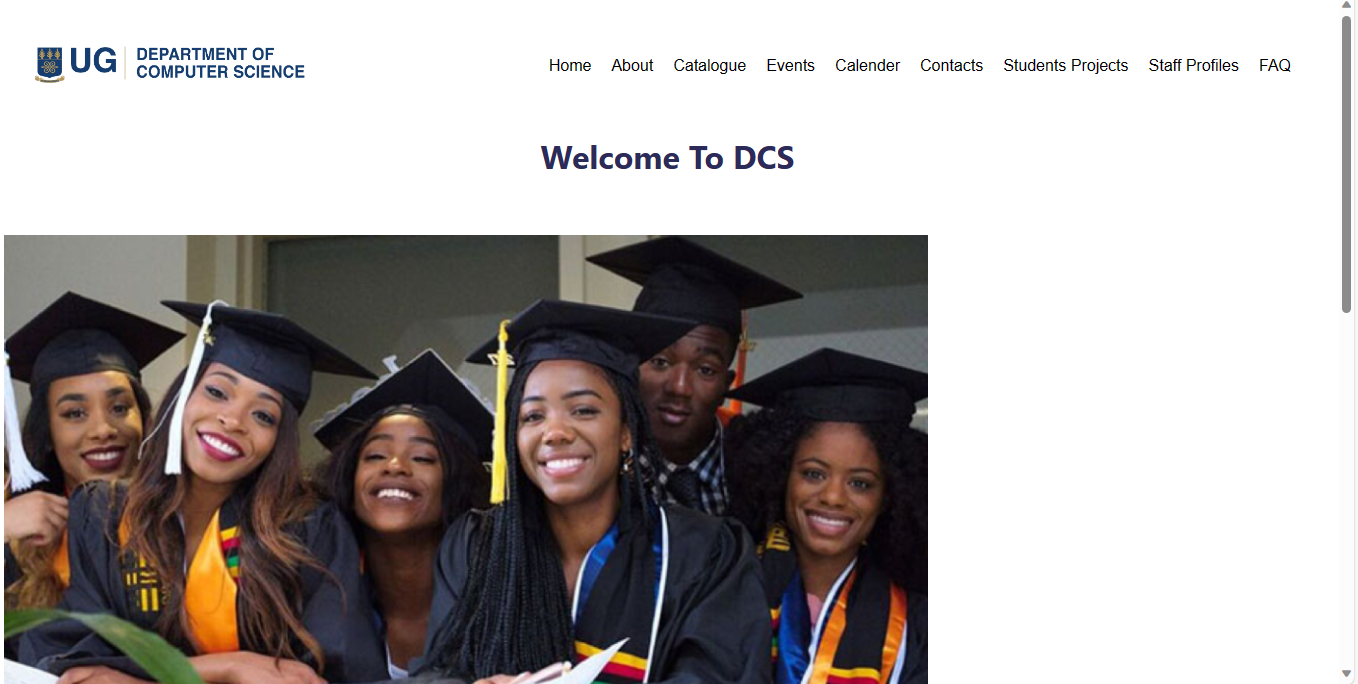 UG DEPARTMENT OF
COMPUTER SCIENCE
Home About Catalogue Events Calender Contacts Students Projects Staff Profiles FAQ
Welcome To DCS